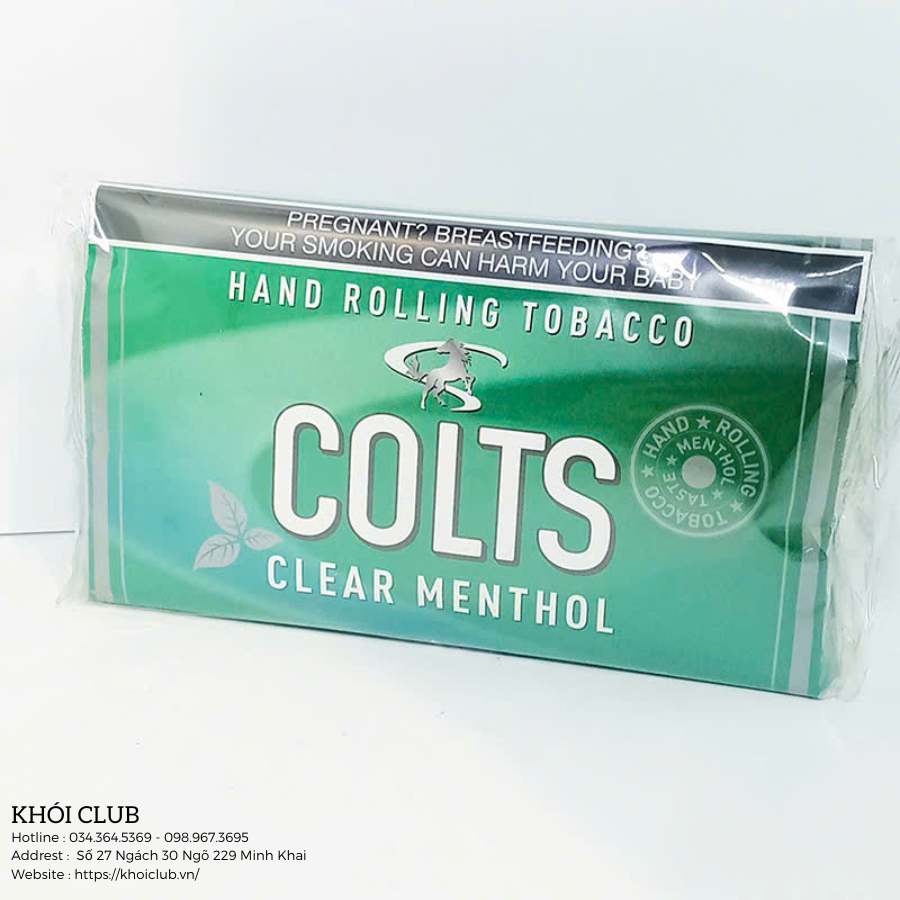 PREGNANT? BREASTFEEDING?
YOUR SMOKING CAN HARM YOUR BABY
HAND ROLLING TOBACCO
COLTS
HAND ★ ROLLING ★ TOBACCO ★
★ MENTHOL ★ TASTE
CLEAR MENTHOL
KHÓI CLUB
Hotline : 034.364.5369 - 098.967.3695
Addrest : Số 27 Ngách 30 Ngõ 229 Minh Khai
Website : https://khoiclub.vn/